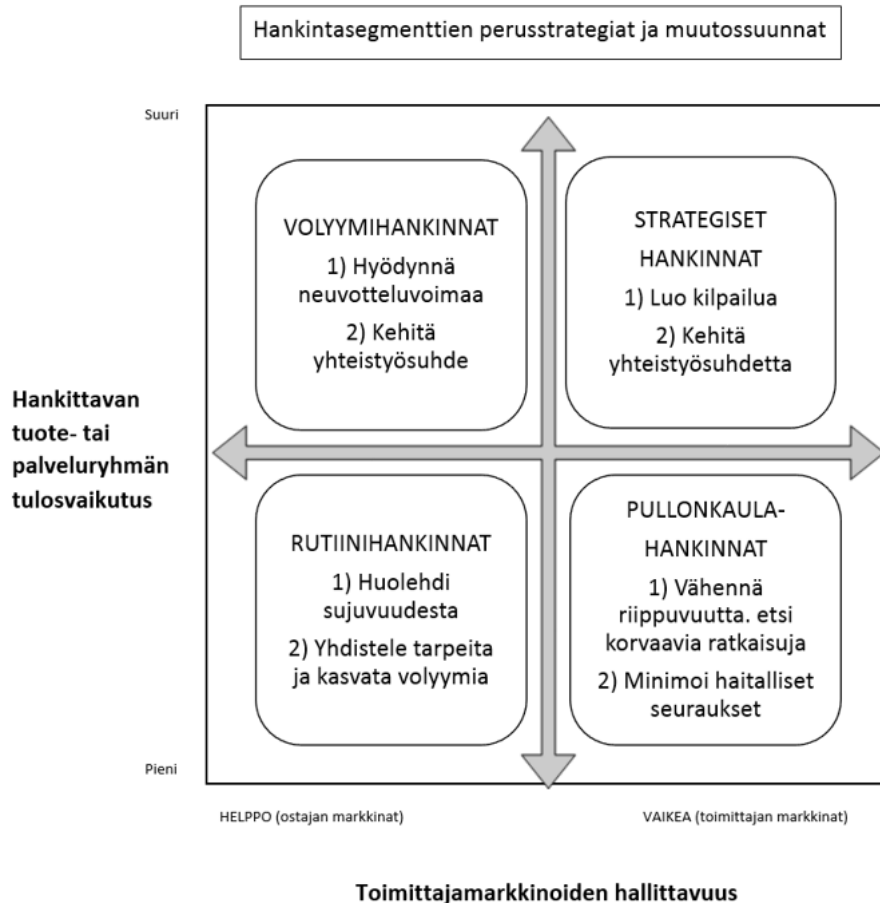 Hankintasegmenttien perusstrategiat ja muutossuunnat
Suuri
VOLYYMIHANKINNAT
1) Hyödynnä
neuvotteluvoimaa
2) Kehitä
yhteistyösuhde
STRATEGISET
HANKINNAT
1) Luo kilpailua
2) Kehitä
yhteistyösuhdetta
Hankittavan
tuote- tai
palveluryhmän
tulosvaikutus
RUTIINIHANKINNAT
1) Huolehdi
sujuvuudesta
2) Yhdistele tarpeita
ja kasvata volyymia
PULLONKAULA-
HANKINNAT
1) Vähennä
riippuvuutta. etsi
korvaavia ratkaisuja
2) Minimoi haitalliset
seuraukset
Pieni
HELPPO (ostajan markkinat)
VAIKEA (toimittajan markkinat)
Toimittajamarkkinoiden hallittavuus